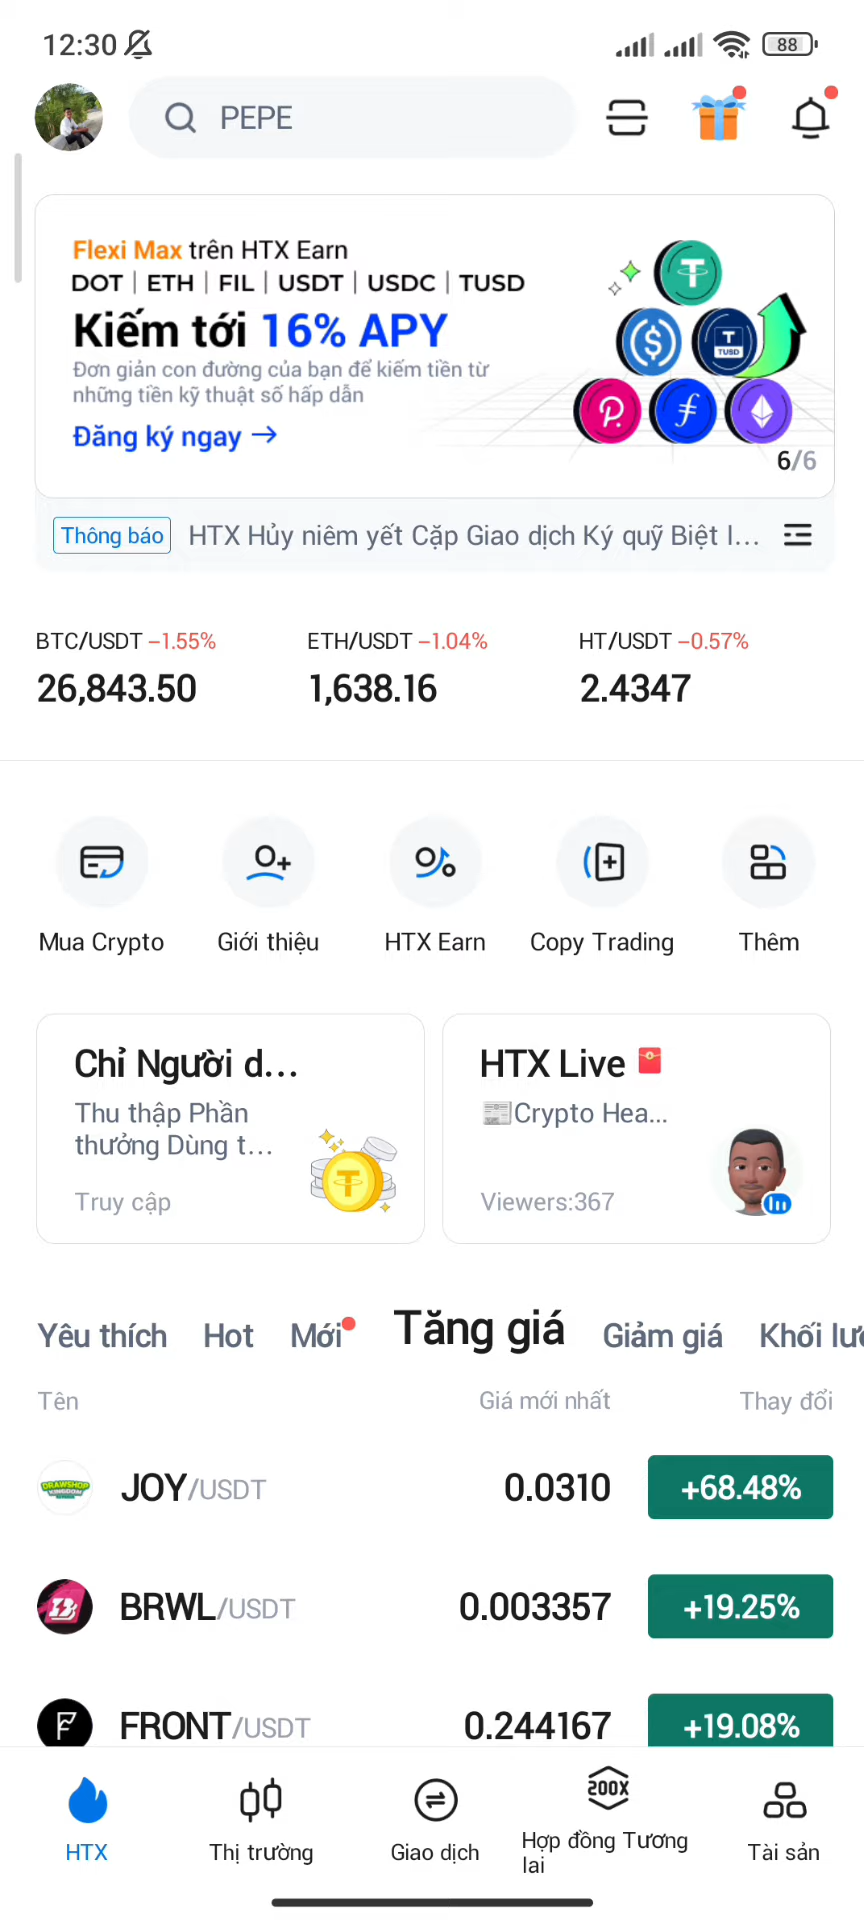 12:30
88
PEPE
Flexi Max trên HTX Earn
DOT | ETH | FIL | USDT | USDC | TUSD
Kiếm tới 16% APY
Đơn giản con đường của bạn để kiếm tiền từ
những tiền kỹ thuật số hấp dẫn
Đăng ký ngay →
TUSD
6/6
Thông báo HTX Hủy niêm yết Cặp Giao dịch Ký quỹ Biệt l...
BTC/USDT –1.55% ETH/USDT –1.04% HT/USDT –0.57%
26,843.50 1,638.16 2.4347
Mua Crypto Giới thiệu HTX Earn Copy Trading Thêm
Chỉ Người d...
Thu thập Phần
thưởng Dùng t...
Truy cập
HTX Live
Crypto Hea...
Viewers:367
Yêu thích Hot Mới Tăng giá Giảm giá Khối lư
Tên Giá mới nhất Thay đổi
DRAWSHOP
KINGDOM
JOY/USDT 0.0310 +68.48%
BRWL/USDT 0.003357 +19.25%
FRONT/USDT 0.244167 +19.08%
200X
HTX Thị trường Giao dịch Hợp đồng Tương
lai Tài sản